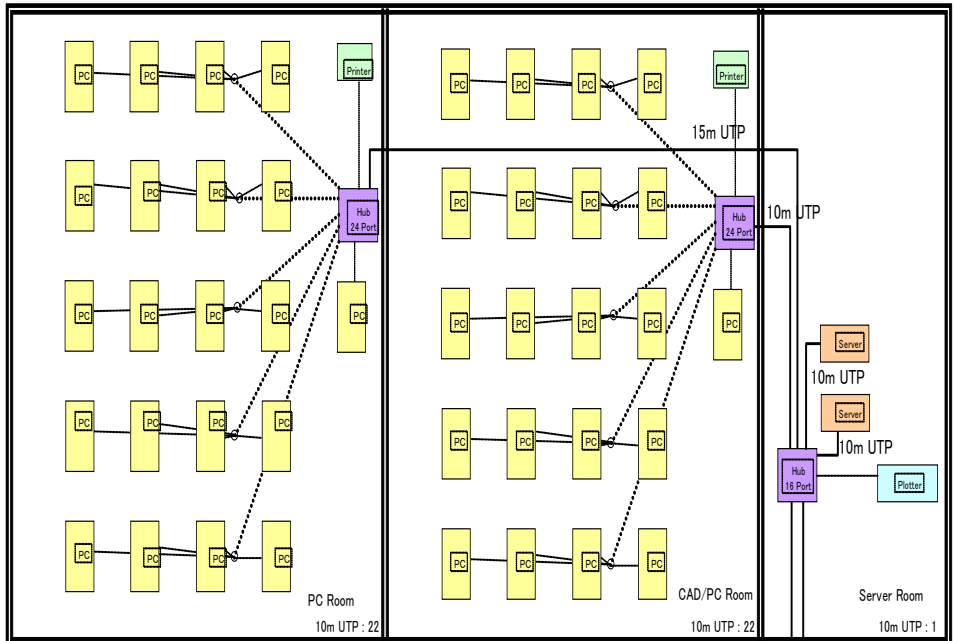 PC PC PC PC Printer
PC PC PC PC Printer
15m UTP
PC PC PC PC
Hub
24 Port
PC PC PC PC
Hub
24 Port
10m UTP
PC PC PC PC PC
PC PC PC PC PC
Server
10m UTP
PC PC PC PC
PC PC PC PC
Server
10m UTP
Hub
16 Port
Plotter
PC PC PC PC
PC PC PC PC
PC Room
10m UTP : 22
CAD/PC Room
10m UTP : 22
Server Room
10m UTP : 1